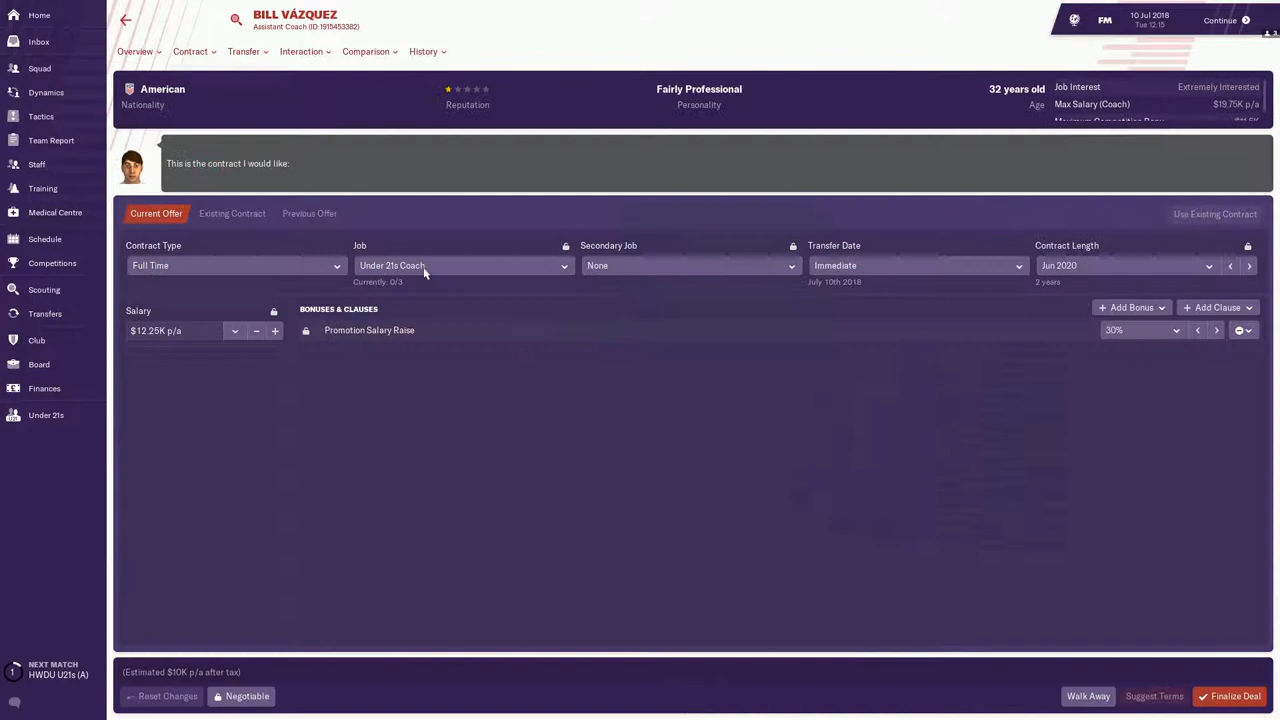 Home
Inbox
Squad
Dynamics
Tactics
Team Report
Staff
Training
Medical Centre
Schedule
Competitions
Scouting
Transfers
Club
Board
Finances
Under 21s
NEXT MATCH
1 HWDU U21s (A)
BILL VÁZQUEZ
Assistant Coach (ID:1915453382)
10 Jul 2018
Tue 12:15
FM
Continue
3
Overview Contract Transfer Interaction Comparison History
American
Nationality
Reputation
Fairly Professional
Personality
32 years old
Age
Job Interest Extremely Interested
Max Salary (Coach) $19.75K p/a
This is the contract I would like:
Current Offer Existing Contract Previous Offer Use Existing Contract
Contract Type Job Secondary Job Transfer Date Contract Length
Full Time Under 21s Coach None Immediate Jun 2020
Currently: 0/3 July 10th 2018 2 years
Salary BONUSES & CLAUSES + Add Bonus + Add Clause
$12.25K p/a Promotion Salary Raise 30%
(Estimated $10K p/a after tax)
Reset Changes Negotiable Walk Away Suggest Terms Finalize Deal